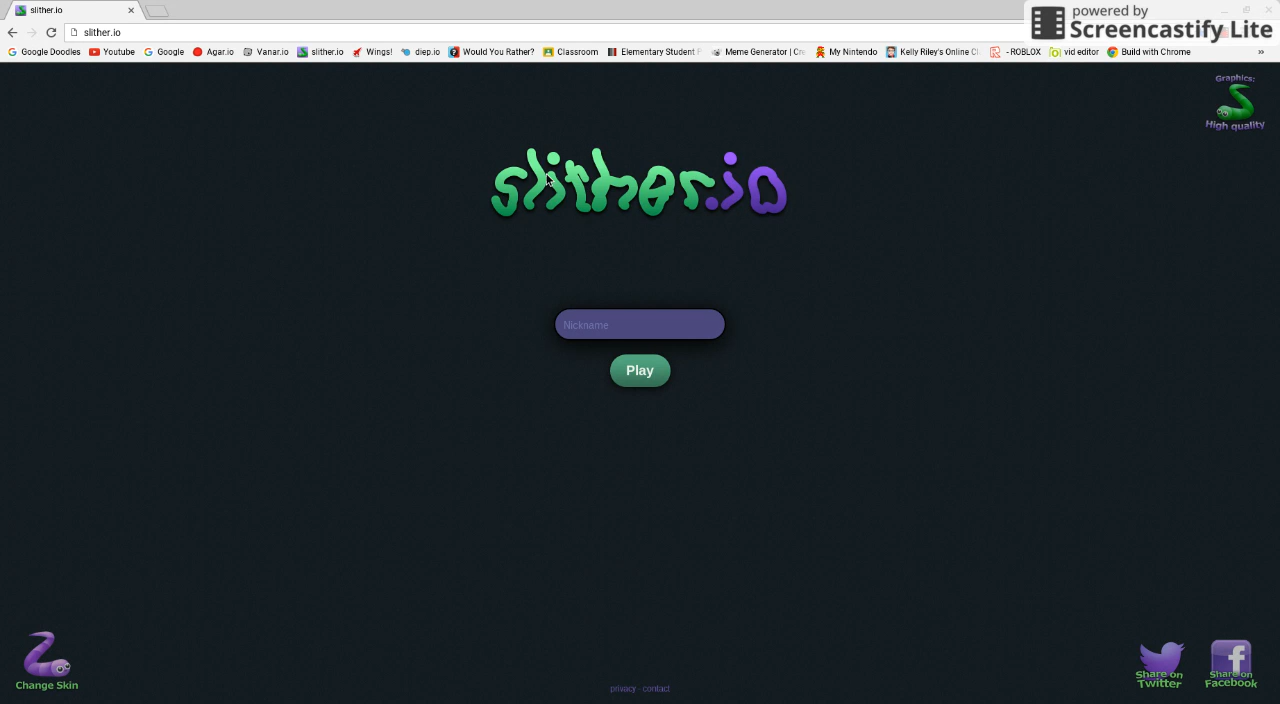 slither.io
powered by
Screencastify Lite
slither.io
Google Doodles Youtube Google Agar.io Vanar.io slither.io Wings! diep.io Would You Rather? Classroom Elementary Student Meme Generator | Cre My Nintendo Kelly Riley's Online Cl - ROBLOX vid editor Build with Chrome »
Graphics:
High quality
slither.io
Nickname
Play
Change Skin
privacy · contact
Share on
Twitter
Share on
Facebook